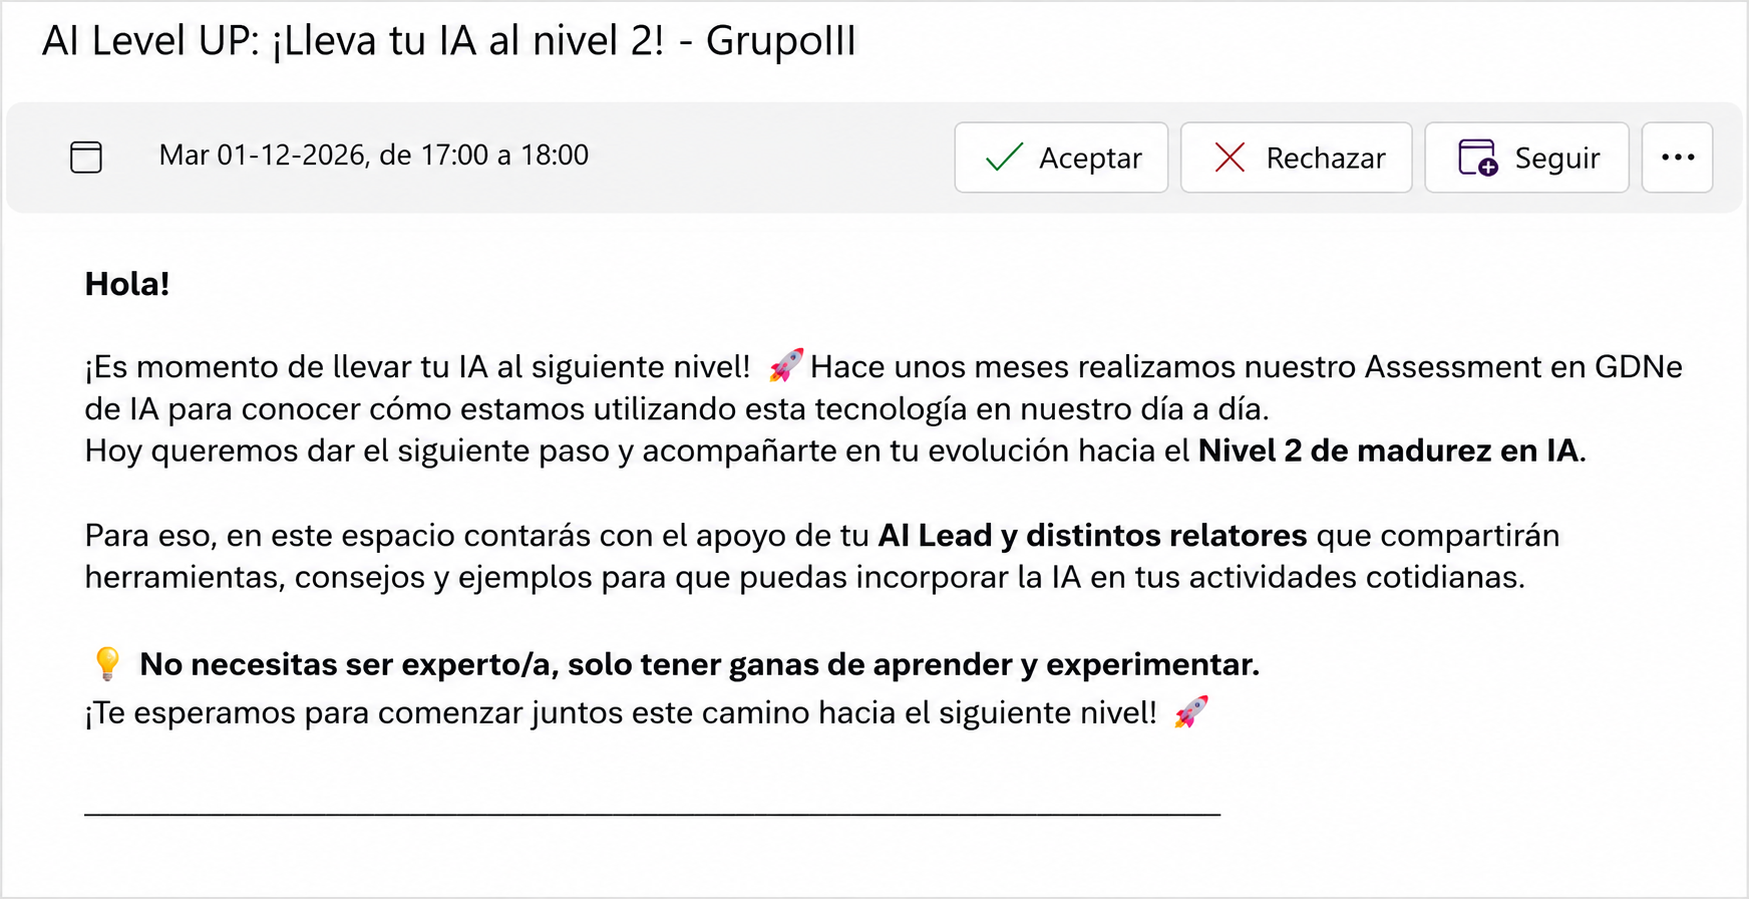 AI Level UP: ¡Lleva tu IA al nivel 2! - GrupoIII
Mar 01-12-2026, de 17:00 a 18:00
Aceptar
Rechazar
Seguir
Hola!
¡Es momento de llevar tu IA al siguiente nivel! 🚀Hace unos meses realizamos nuestro Assessment en GDNe
de IA para conocer cómo estamos utilizando esta tecnología en nuestro día a día.
Hoy queremos dar el siguiente paso y acompañarte en tu evolución hacia el Nivel 2 de madurez en IA.
Para eso, en este espacio contarás con el apoyo de tu AI Lead y distintos relatores que compartirán
herramientas, consejos y ejemplos para que puedas incorporar la IA en tus actividades cotidianas.
💡 No necesitas ser experto/a, solo tener ganas de aprender y experimentar.
¡Te esperamos para comenzar juntos este camino hacia el siguiente nivel! 🚀